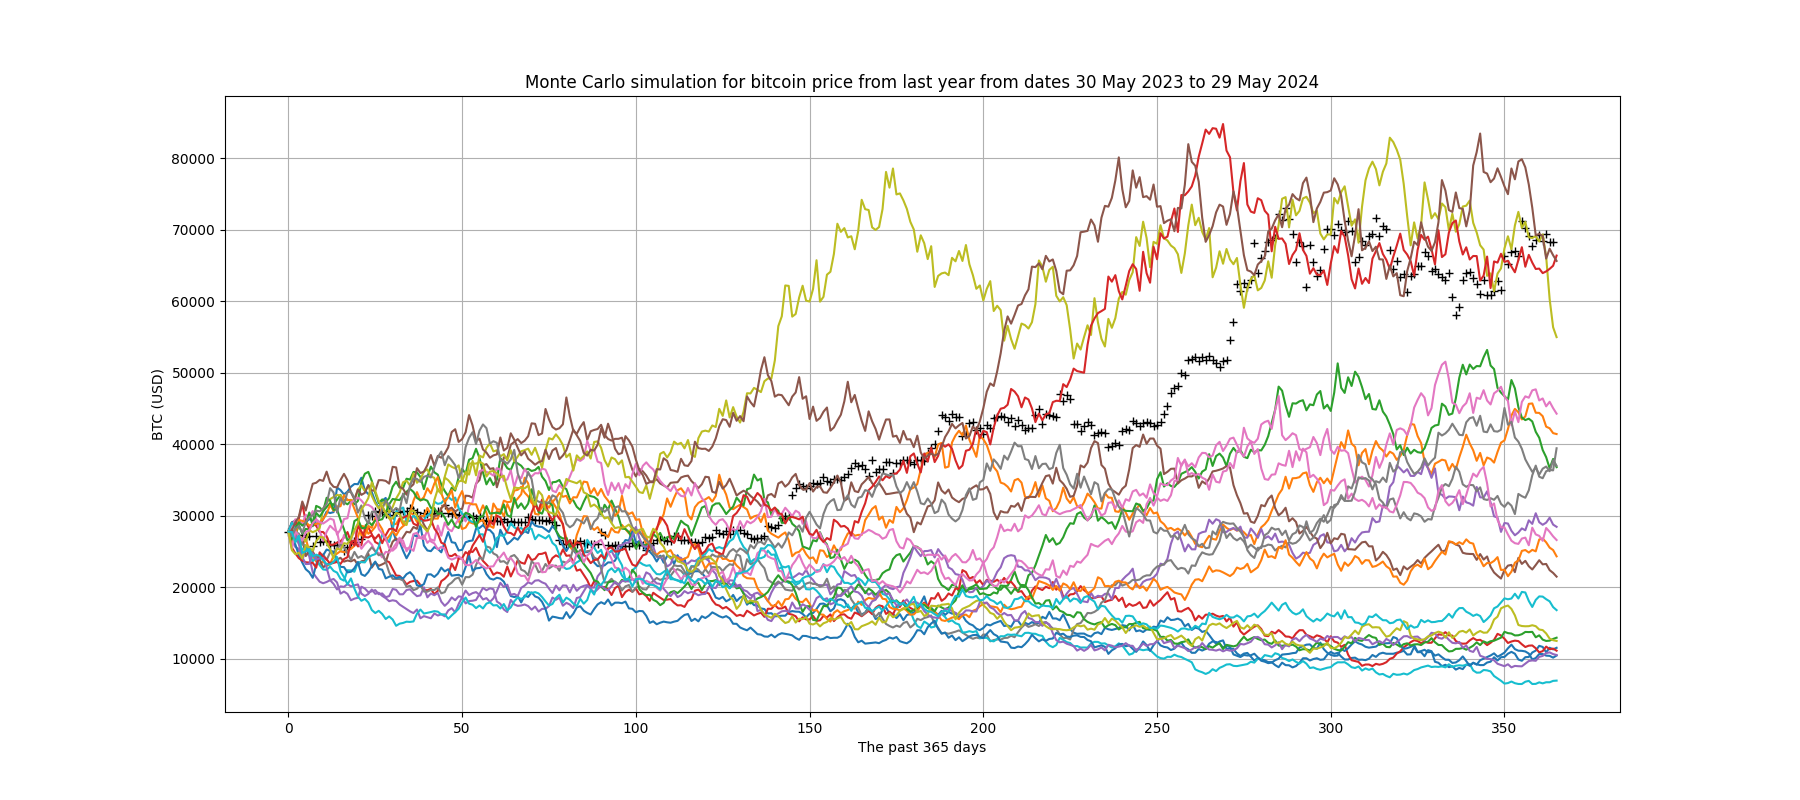 Monte Carlo simulation for bitcoin price from last year from dates 30 May 2023 to 29 May 2024
80000
70000
60000
50000
40000
30000
20000
10000
BTC (USD)
0 50 100 150 200 250 300 350
The past 365 days